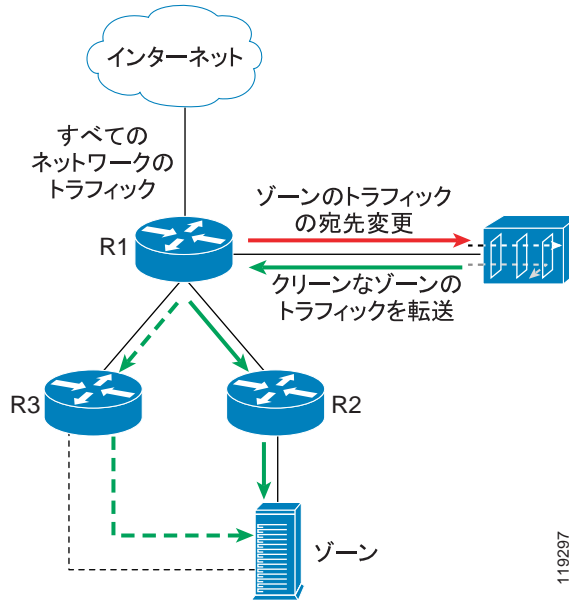 インターネット
すべての
ネットワークの
トラフィック
ゾーンのトラフィック
の宛先変更
R1
クリーンなゾーンの
トラフィックを転送
R3
R2
ゾーン
119297